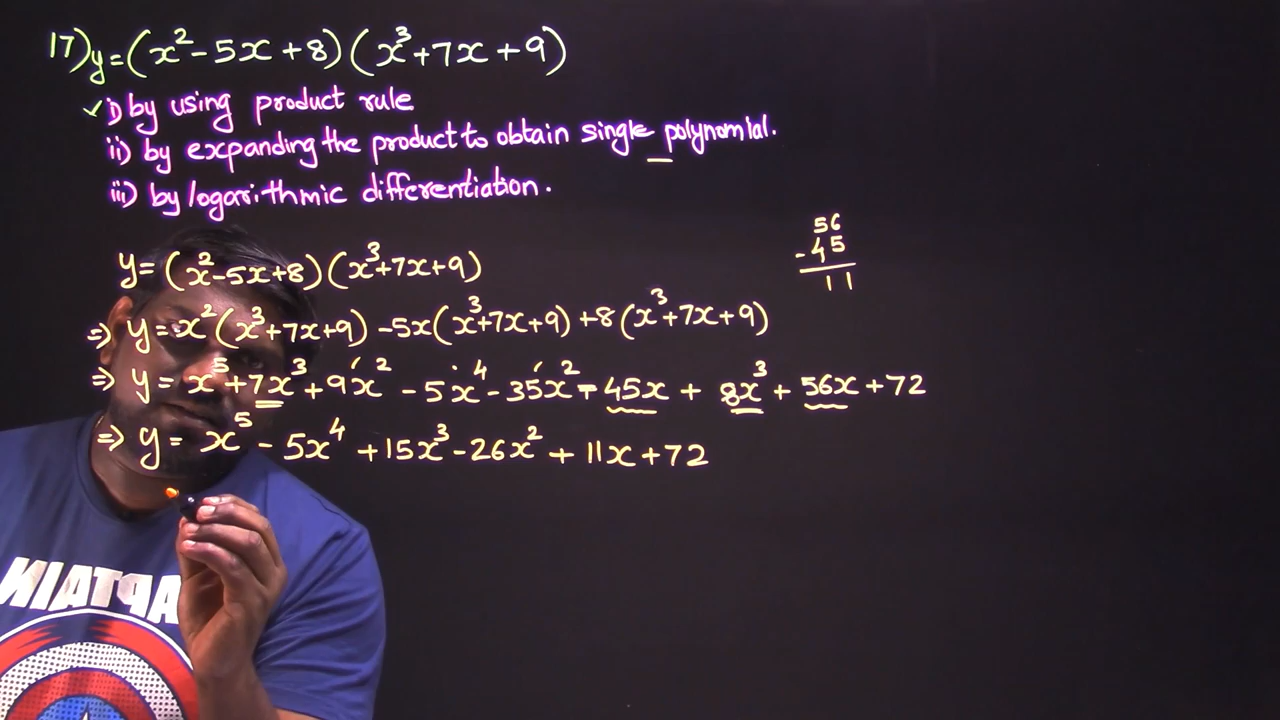 17) y=(x²-5x+8)(x³+7x+9)
✓i) by using product rule
ii) by expanding the product to obtain single polynomial.
iii) by logarithmic differentiation.
56
-45
11
y=(x²-5x+8)(x³+7x+9)
⇒ y=x²(x³+7x+9) -5x(x³+7x+9)+8(x³+7x+9)
⇒ y= x⁵+7x³+9x² -5x⁴-35x²-45x + 8x³+56x+72
⇒ y= x⁵-5x⁴+15x³-26x²+11x+72
APTAIN